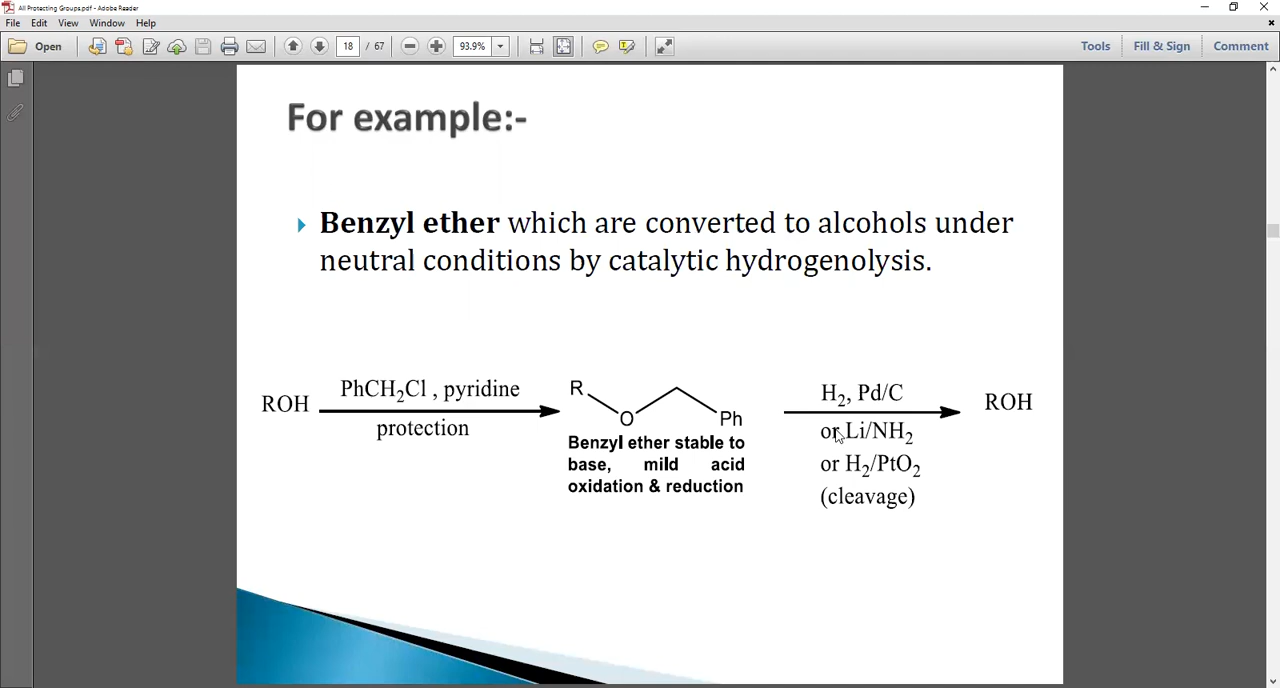 All Protecting Groups.pdf - Adobe Reader
File Edit View Window Help
Open 18 / 67 93.9% Tools Fill & Sign Comment
For example:-
Benzyl ether which are converted to alcohols under
neutral conditions by catalytic hydrogenolysis.
ROH PhCH2Cl , pyridine
protection
R O Ph
Benzyl ether stable to
base, mild acid
oxidation & reduction
H2, Pd/C
or Li/NH2
or H2/PtO2
(cleavage)
ROH